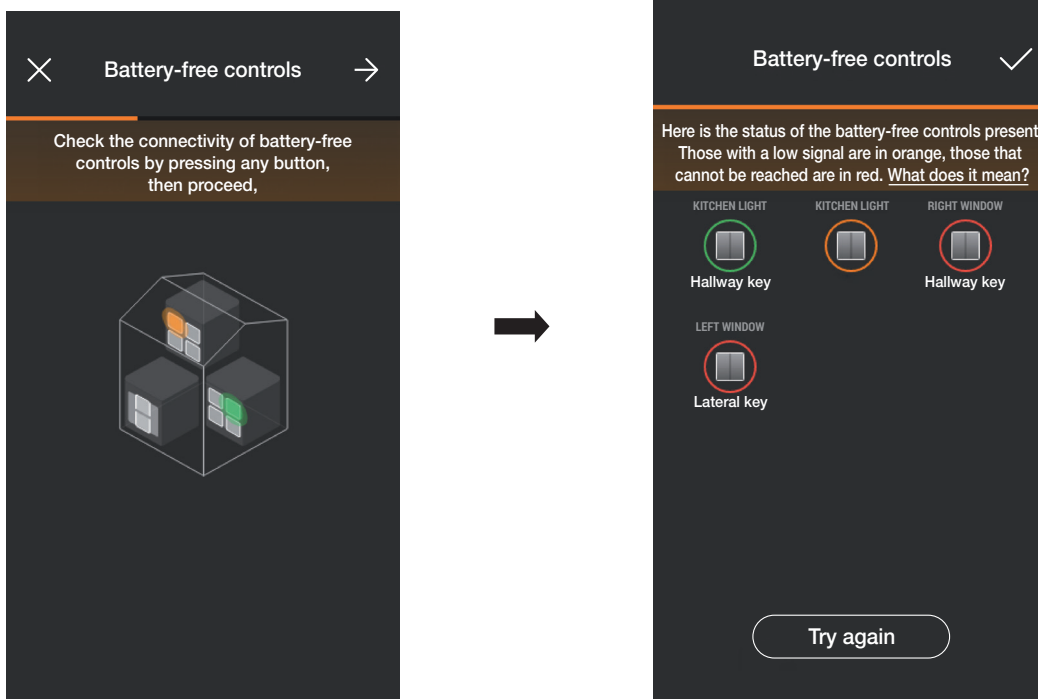 Battery-free controls
Check the connectivity of battery-free
controls by pressing any button,
then proceed,
Battery-free controls
Here is the status of the battery-free controls present
Those with a low signal are in orange, those that
cannot be reached are in red. What does it mean?
KITCHEN LIGHT
Hallway key
KITCHEN LIGHT
RIGHT WINDOW
Hallway key
LEFT WINDOW
Lateral key
Try again